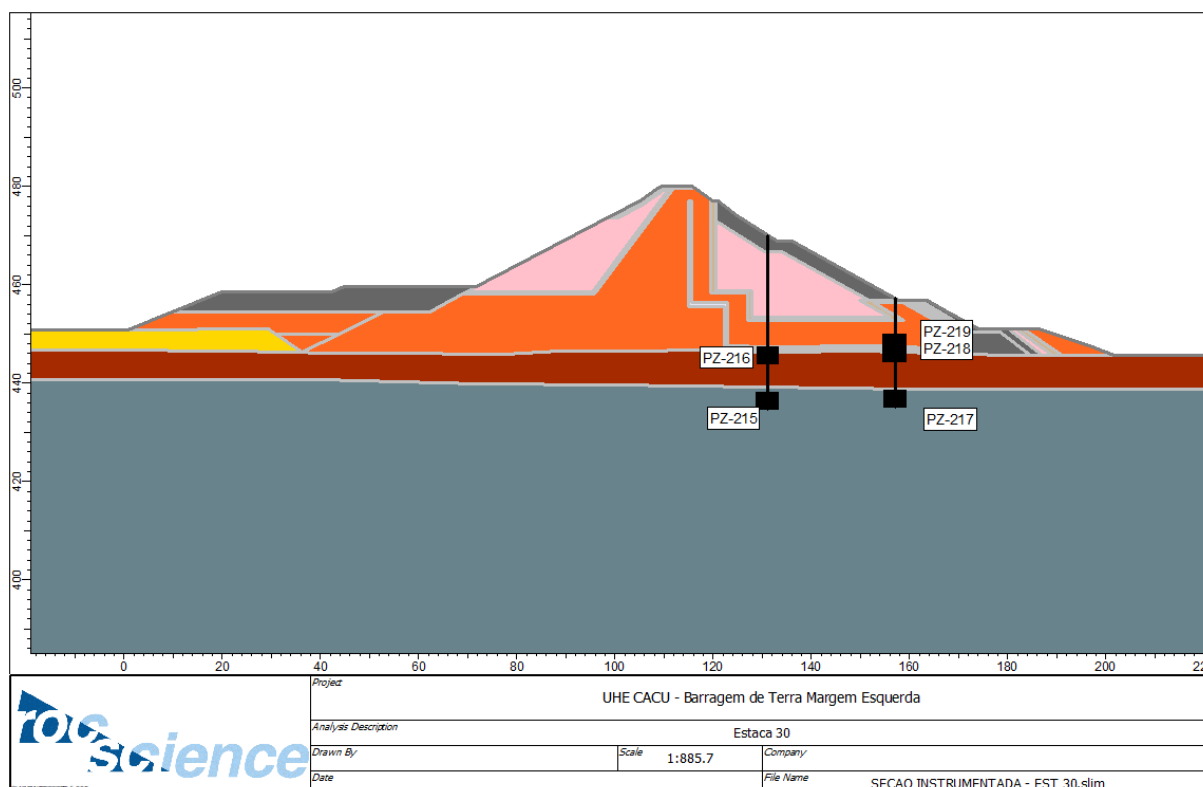 500
480
460
440
420
400
PZ-219
PZ-218
PZ-216
PZ-215
PZ-217
0
20
40
60
80
100
120
140
160
180
200
22
Project
UHE CACU - Barragem de Terra Margem Esquerda
Analysis Description
Estaca 30
Drawn By
Scale
1:885.7
Company
Date
File Name
SECAO INSTRUMENTADA - EST 30.slim
rocscience